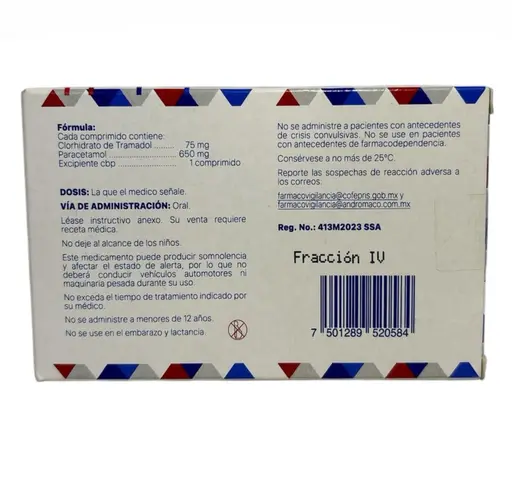 Fórmula:
Cada comprimido contiene:
Clorhidrato de Tramadol .......... 75 mg
Paracetamol ............................ 650 mg
Excipiente cbp ............... 1 comprimido
DOSIS: La que el medico señale.
VÍA DE ADMINISTRACIÓN: Oral.
Léase instructivo anexo. Su venta requiere
receta médica.
No deje al alcance de los niños.
Este medicamento puede producir somnolencia
y afectar el estado de alerta, por lo que no
deberá conducir vehículos automotores ni
maquinaria pesada durante su uso.
No exceda el tiempo de tratamiento indicado por
su médico.
No se administre a menores de 12 años.
No se use en el embarazo y lactancia.
No se administre a pacientes con antecedentes
de crisis convulsivas. No se use en pacientes
con antecedentes de farmacodependencia.
Consérvese a no más de 25°C.
Reporte las sospechas de reacción adversa a
los correos:
farmacovigilancia@cofepris.gob.mx y
farmacovigilancia@andromaco.com.mx
Reg. No.: 413M2023 SSA
Fracción IV
7 501289 520584